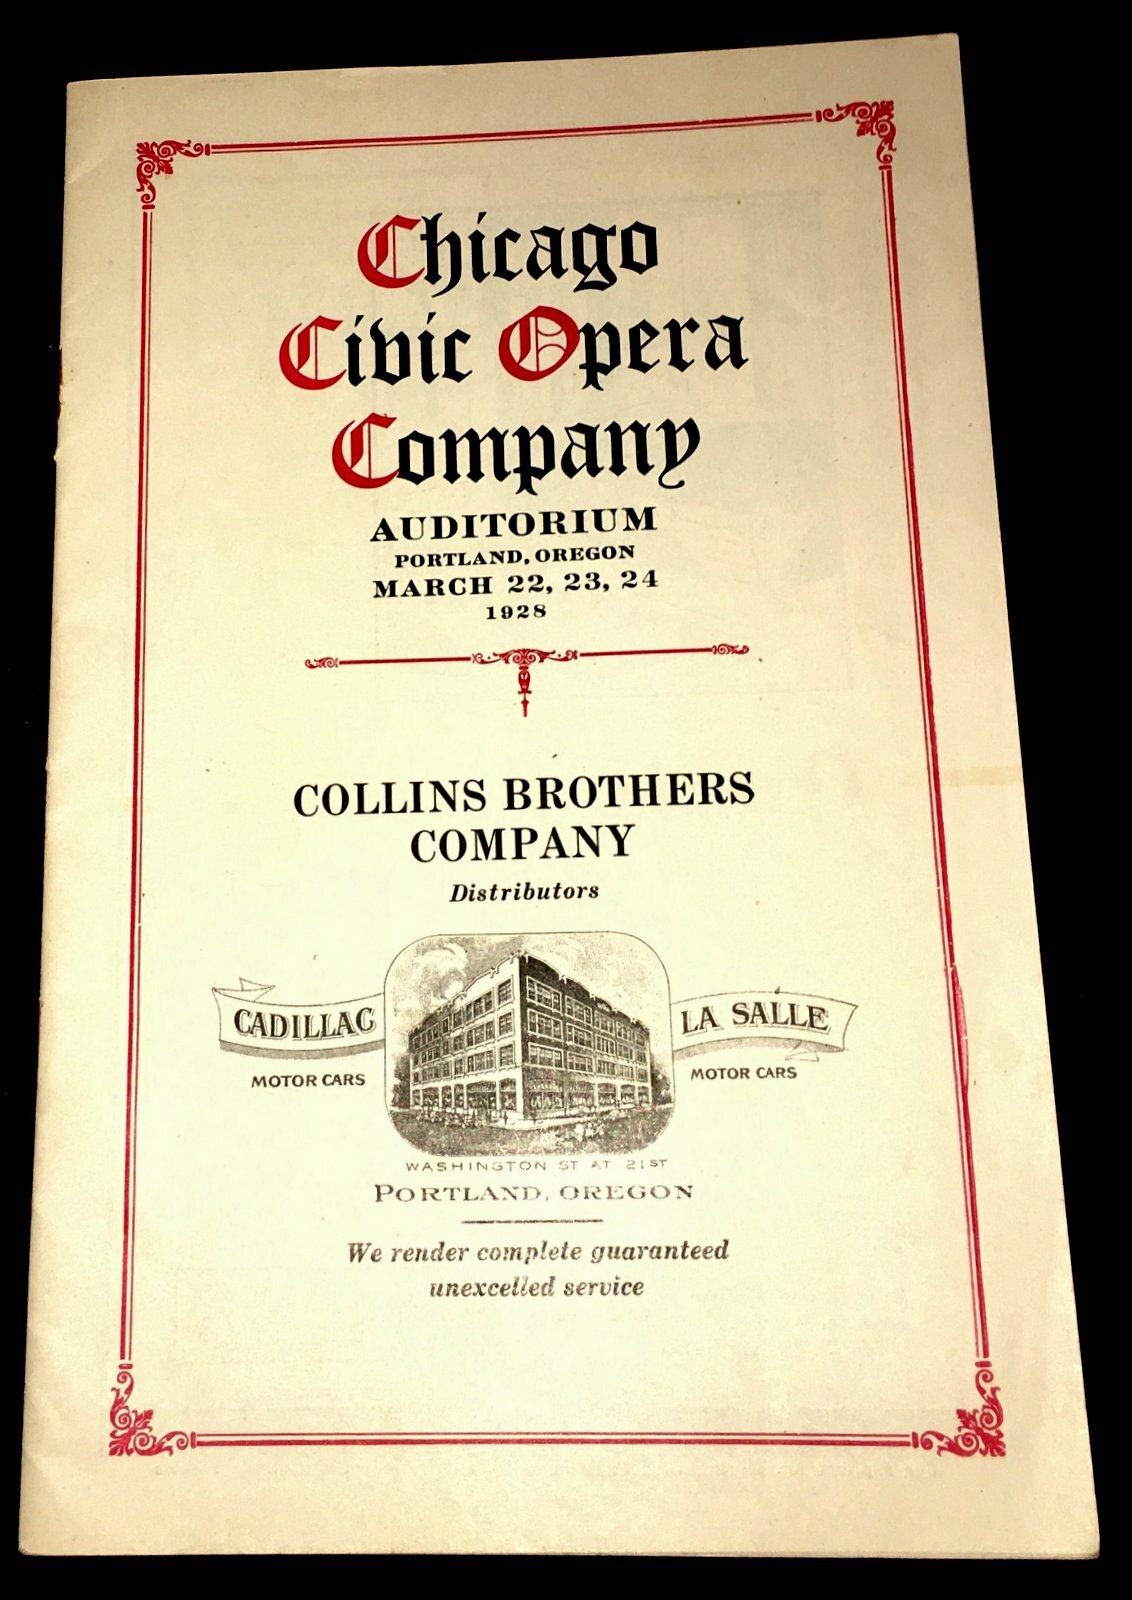 Chicago
Civic Opera
Company
AUDITORIUM
PORTLAND, OREGON
MARCH 22, 23, 24
1928
COLLINS BROTHERS
COMPANY
Distributors
CADILLAC
MOTOR CARS
LA SALLE
MOTOR CARS
WASHINGTON ST AT 21ST
PORTLAND, OREGON
We render complete guaranteed
unexcelled service